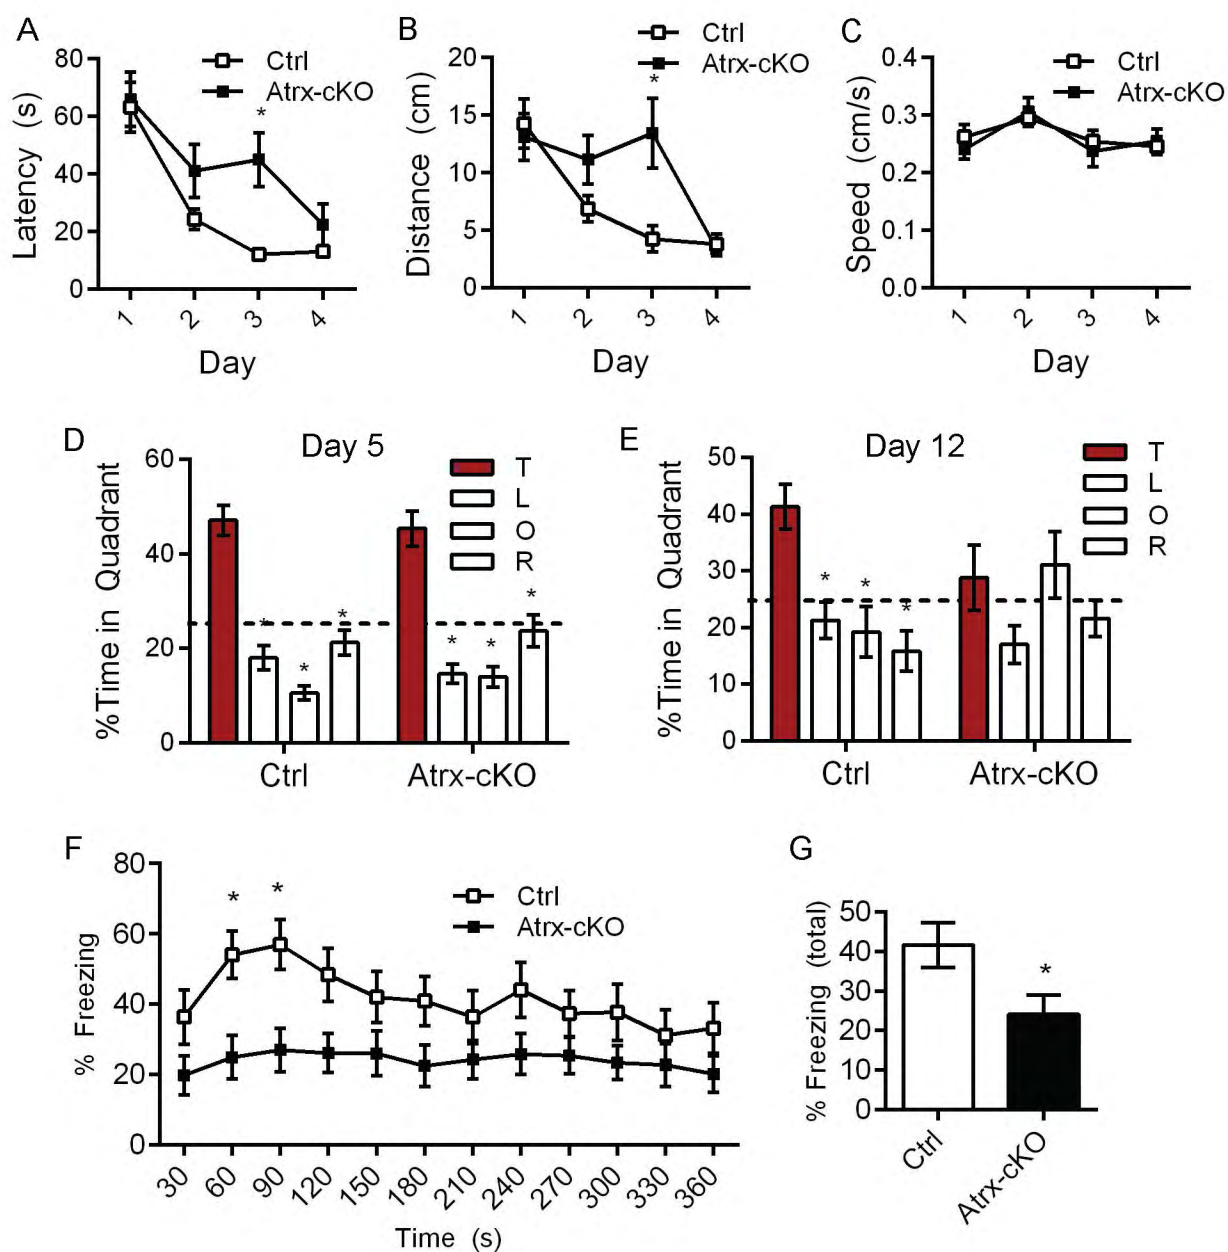 A
Latency (s)
80
60
40
20
0
Ctrl
Atrx-cKO
*
1 2 3 4
Day
B
Distance (cm)
20
15
10
5
0
Ctrl
Atrx-cKO
*
1 2 3 4
Day
C
Speed (cm/s)
0.4
0.3
0.2
0.1
0.0
Ctrl
Atrx-cKO
1 2 3 4
Day
D
Day 5
%Time in Quadrant
60
40
20
0
T
L
O
R
* * * * * *
Ctrl Atrx-cKO
E
Day 12
%Time in Quadrant
50
40
30
20
10
0
T
L
O
R
* * *
Ctrl Atrx-cKO
F
% Freezing
80
60
40
20
0
* *
Ctrl
Atrx-cKO
30 60 90 120 150 180 210 240 270 300 330 360
Time (s)
G
% Freezing (total)
50
40
30
20
10
0
*
Ctrl Atrx-cKO